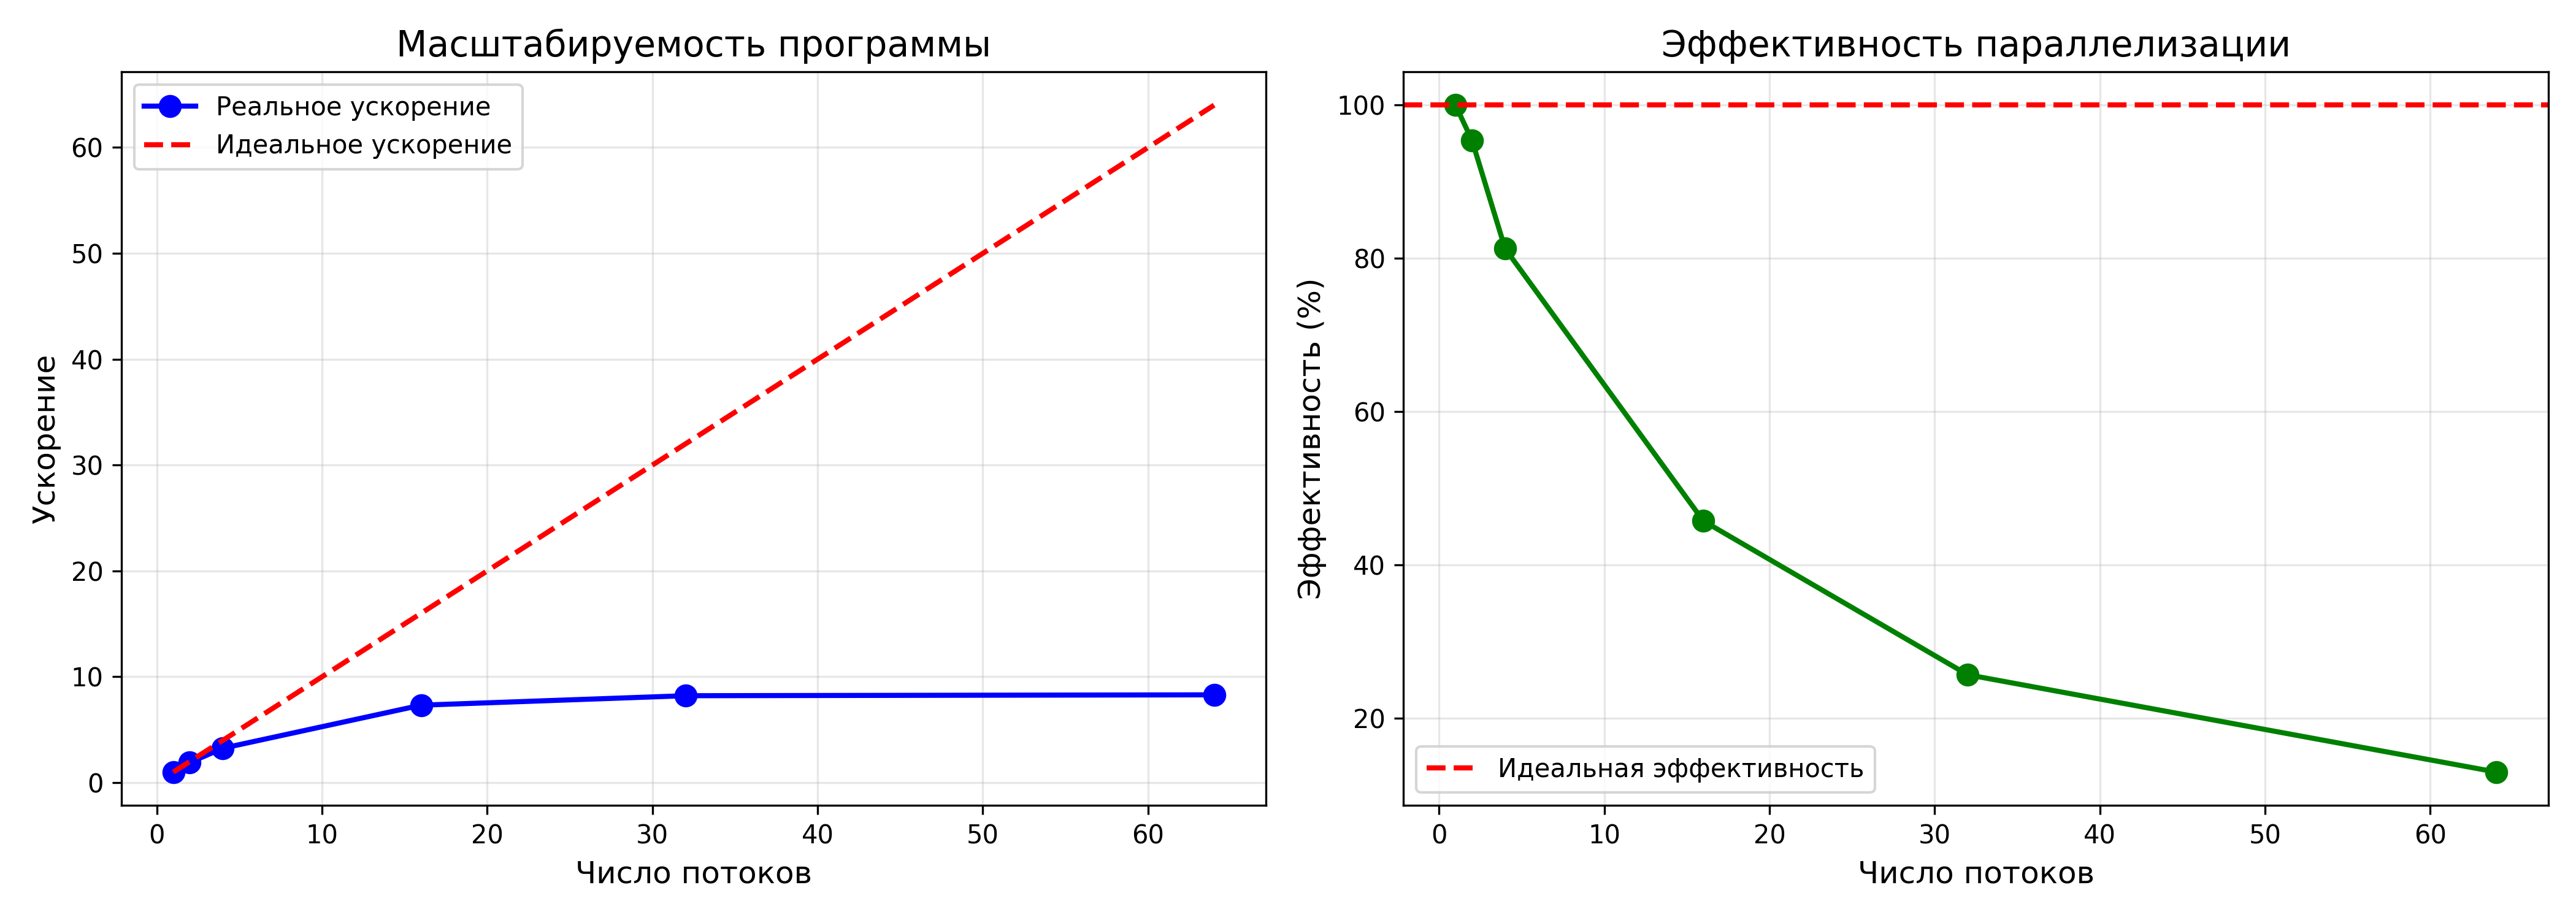 Масштабируемость программы
Реальное ускорение
Идеальное ускорение
60
50
40
30
20
10
0
Ускорение
0 10 20 30 40 50 60
Число потоков
Эффективность параллелизации
100
80
60
40
20
Эффективность (%)
Идеальная эффективность
0 10 20 30 40 50 60
Число потоков